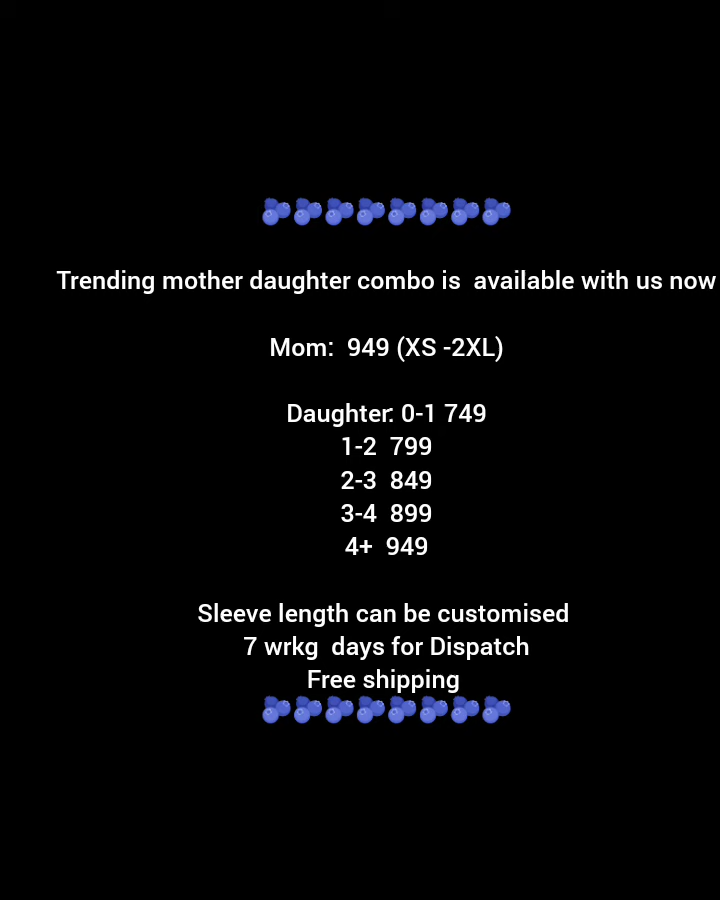 🫐🫐🫐🫐🫐🫐🫐🫐
Trending mother daughter combo is  available with us now
Mom:  949 (XS -2XL)
Daughter: 0-1 749
1-2  799
2-3  849
3-4  899
4+  949
Sleeve length can be customised
7 wrkg  days for Dispatch
Free shipping
🫐🫐🫐🫐🫐🫐🫐🫐